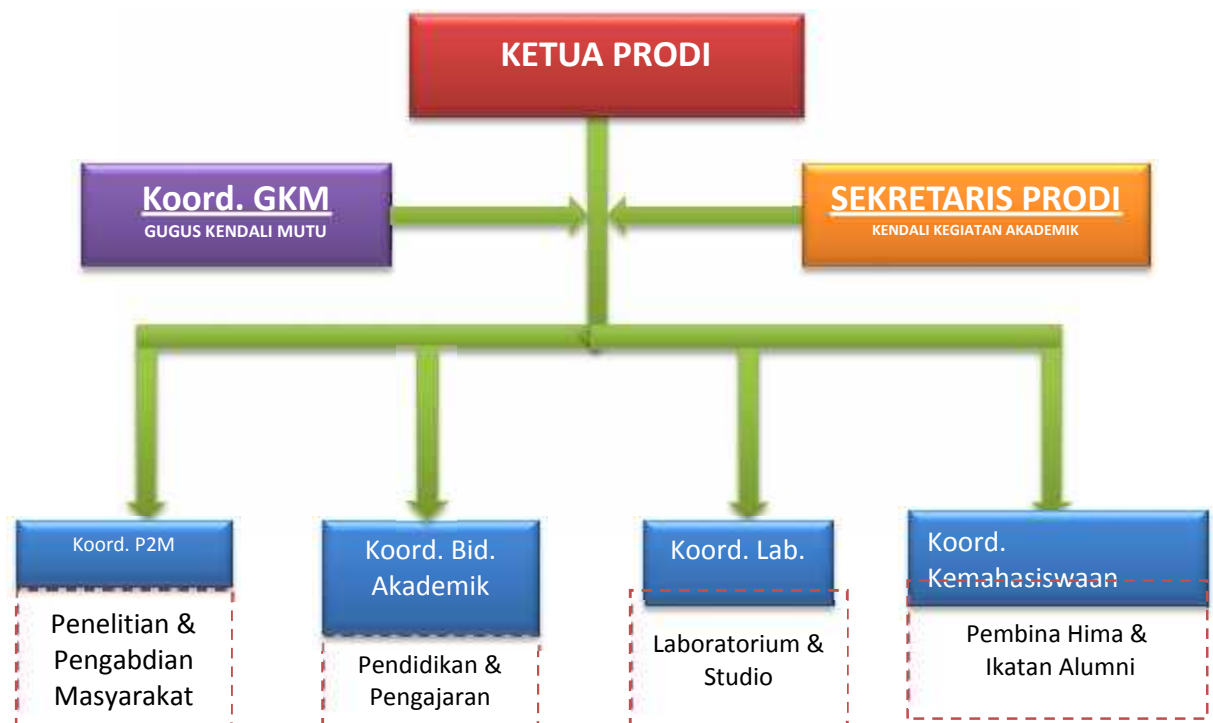 KETUA PRODI
Koord. GKM
GUGUS KENDALI MUTU
SEKRETARIS PRODI
KENDALI KEGIATAN AKADEMIK
Koord. P2M
Penelitian &
Pengabdian
Masyarakat
Koord. Bid.
Akademik
Pendidikan &
Pengajaran
Koord. Lab.
Laboratorium &
Studio
Koord.
Kemahasiswaan
Pembina Hima &
Ikatan Alumni